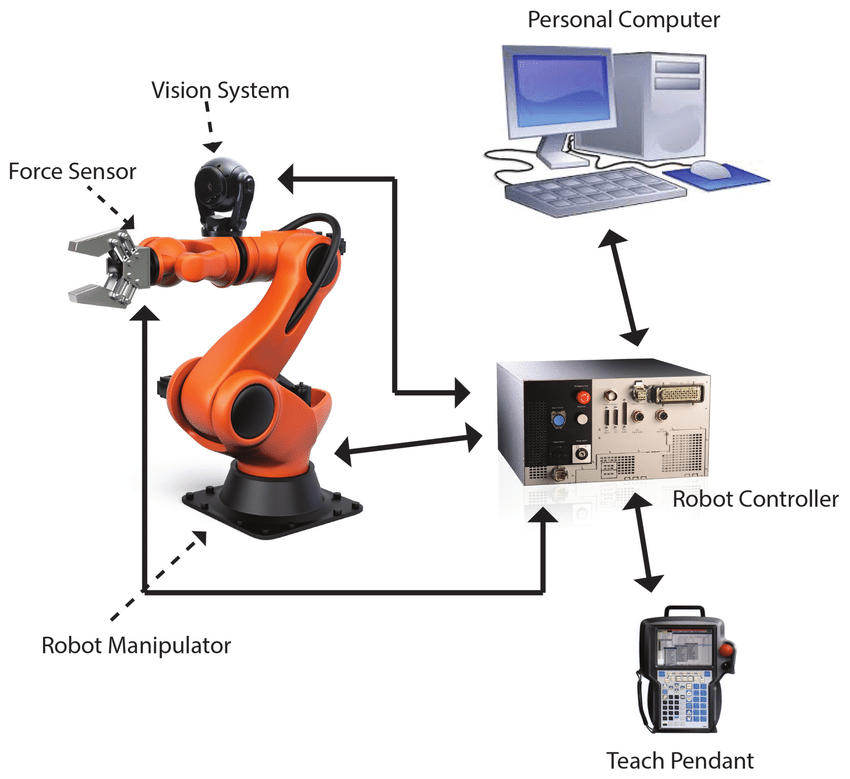 Personal Computer
Vision System
Force Sensor
Robot Controller
Robot Manipulator
Teach Pendant